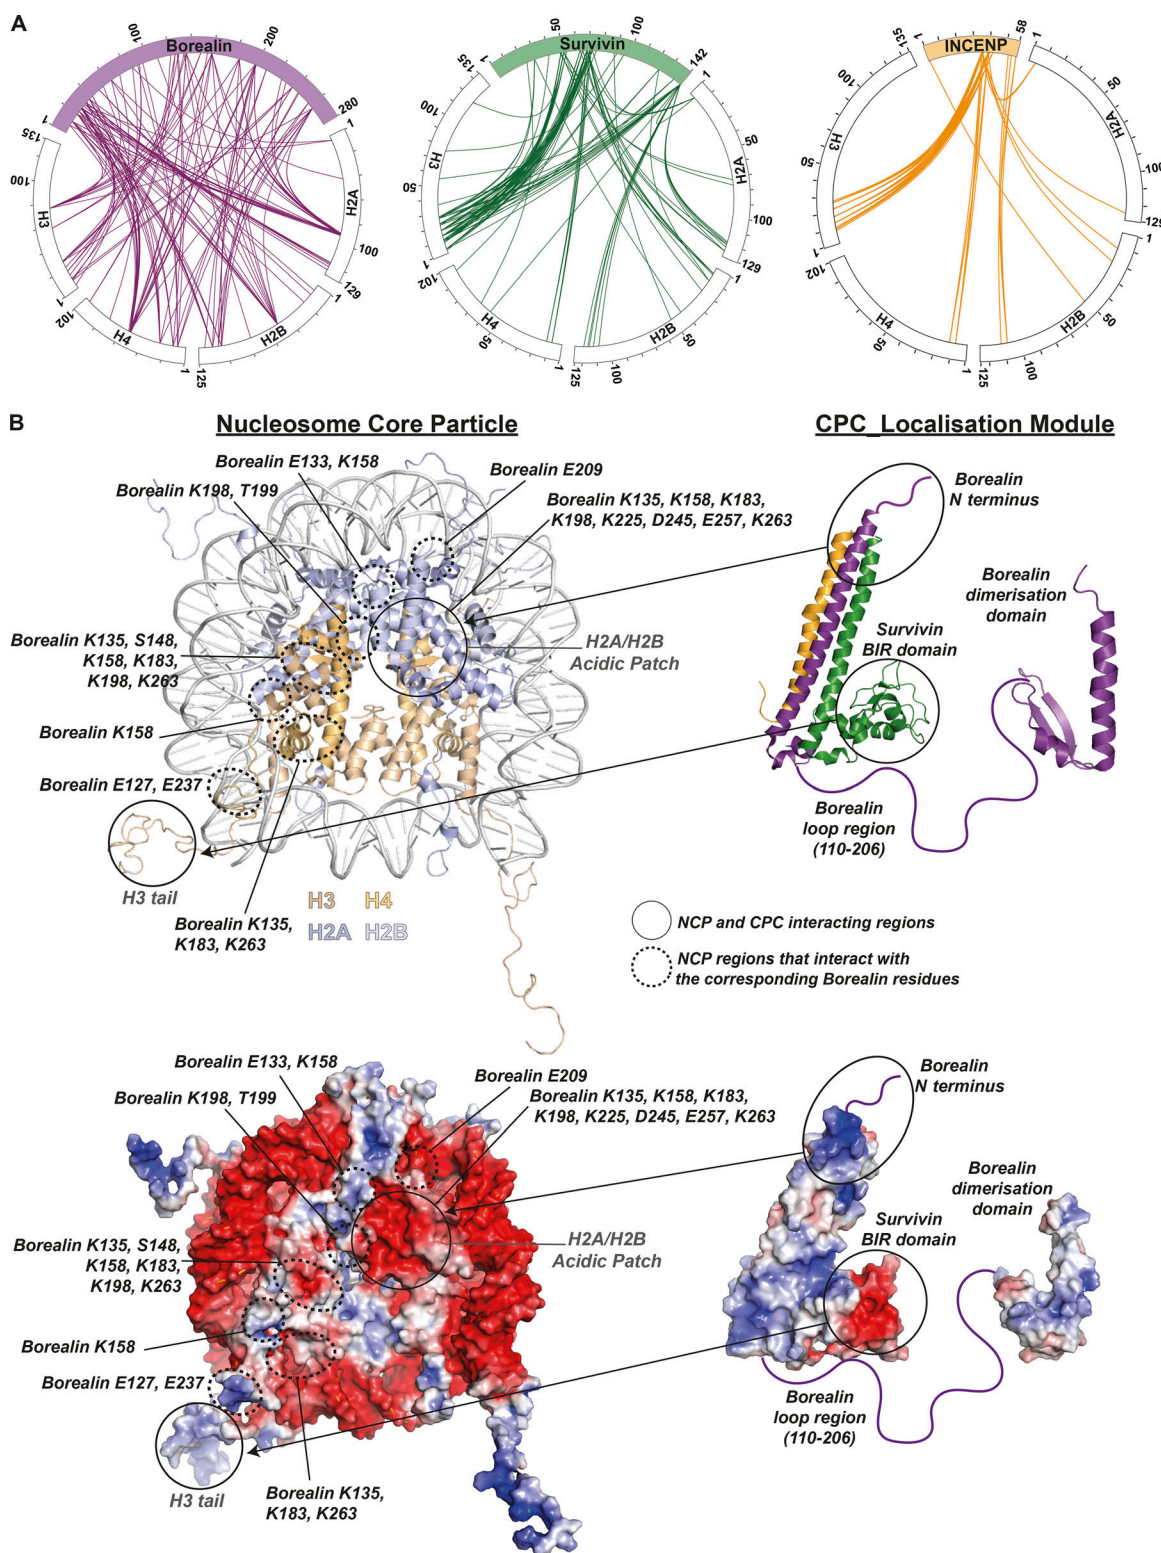 A
Borealin
1
100
200
280
H2A
1
100
129
H2B
1
125
H4
1
102
H3
1
100
135
Survivin
1
50
100
142
H2A
1
50
100
129
H2B
1
50
100
125
H4
1
50
102
H3
1
50
100
135
INCENP
1
58
H2A
1
50
100
129
H2B
1
50
100
125
H4
1
50
102
H3
1
50
100
135
B
Nucleosome Core Particle
CPC_Localisation Module
Borealin E133, K158
Borealin K198, T199
Borealin E209
Borealin K135, K158, K183,
K198, K225, D245, E257, K263
Borealin
N terminus
Borealin
dimerisation
domain
Survivin
BIR domain
H2A/H2B
Acidic Patch
Borealin K135, S148,
K158, K183,
K198, K263
Borealin K158
Borealin E127, E237
H3 tail
Borealin K135,
K183, K263
H3 H4
H2A H2B
Borealin
loop region
(110-206)
NCP and CPC interacting regions
NCP regions that interact with
the corresponding Borealin residues
Borealin E133, K158
Borealin K198, T199
Borealin E209
Borealin K135, K158, K183,
K198, K225, D245, E257, K263
Borealin
N terminus
Borealin
dimerisation
domain
Survivin
BIR domain
H2A/H2B
Acidic Patch
Borealin K135, S148,
K158, K183,
K198, K263
Borealin K158
Borealin E127, E237
H3 tail
Borealin K135,
K183, K263
Borealin
loop region
(110-206)